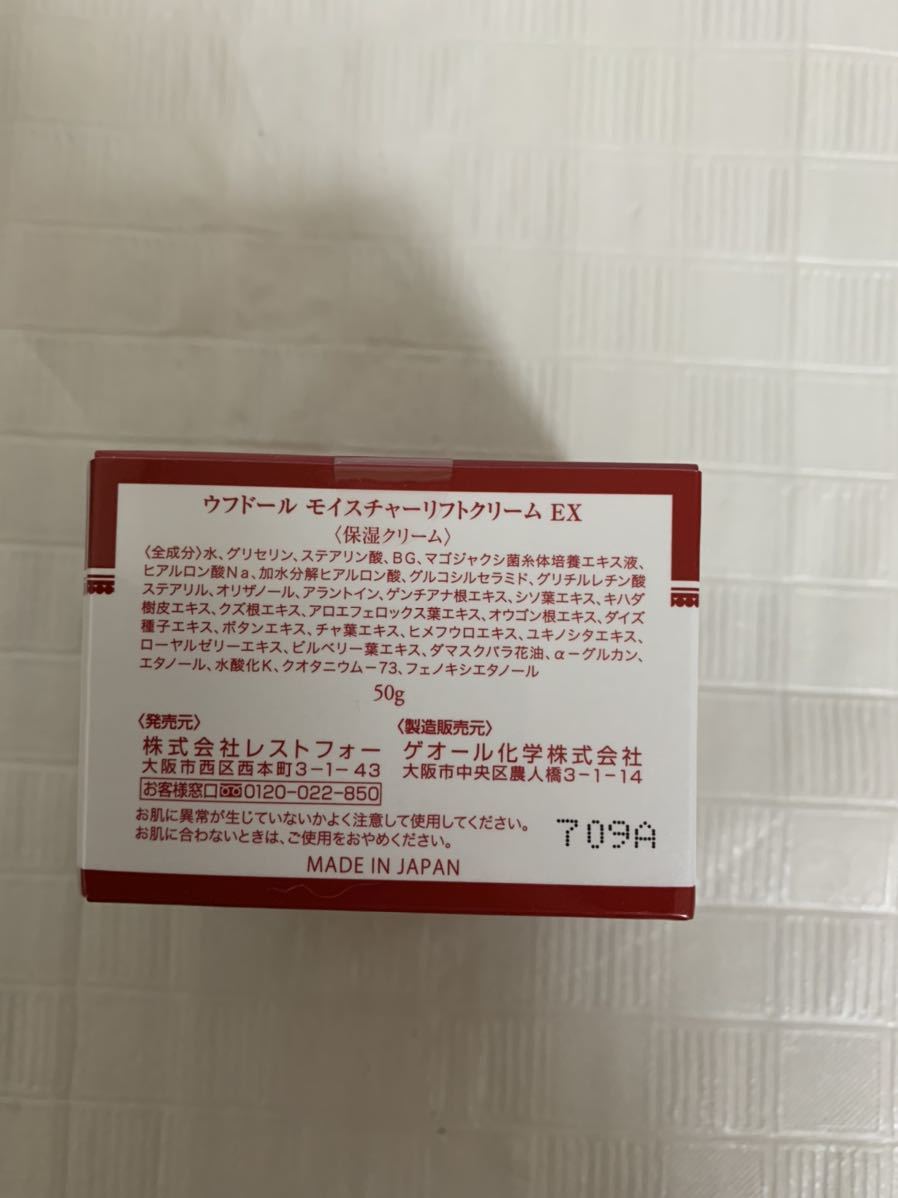 ウフドール モイスチャーリフトクリーム EX
〈保湿クリーム〉
〈全成分〉水、グリセリン、ステアリン酸、BG、マゴジャクシ菌糸体培養エキス液、
ヒアルロン酸Na、加水分解ヒアルロン酸、グルコシルセラミド、グリチルレチン酸
ステアリル、オリザノール、アラントイン、ゲンチアナ根エキス、シソ葉エキス、キハダ
樹皮エキス、クズ根エキス、アロエフェロックス葉エキス、オウゴン根エキス、ダイズ
種子エキス、ボタンエキス、チャ葉エキス、ヒメフウロエキス、ユキノシタエキス、
ローヤルゼリーエキス、ビルベリー葉エキス、ダマスクバラ花油、α-グルカン、
エタノール、水酸化K、クオタニウム-73、フェノキシエタノール
50g
〈発売元〉
株式会社レストフォー
大阪市西区西本町3-1-43
お客様窓口 0120-022-850
〈製造販売元〉
ゲオール化学株式会社
大阪市中央区農人橋3-1-14
お肌に異常が生じていないかよく注意して使用してください。
お肌に合わないときは、ご使用をおやめください。
709A
MADE IN JAPAN